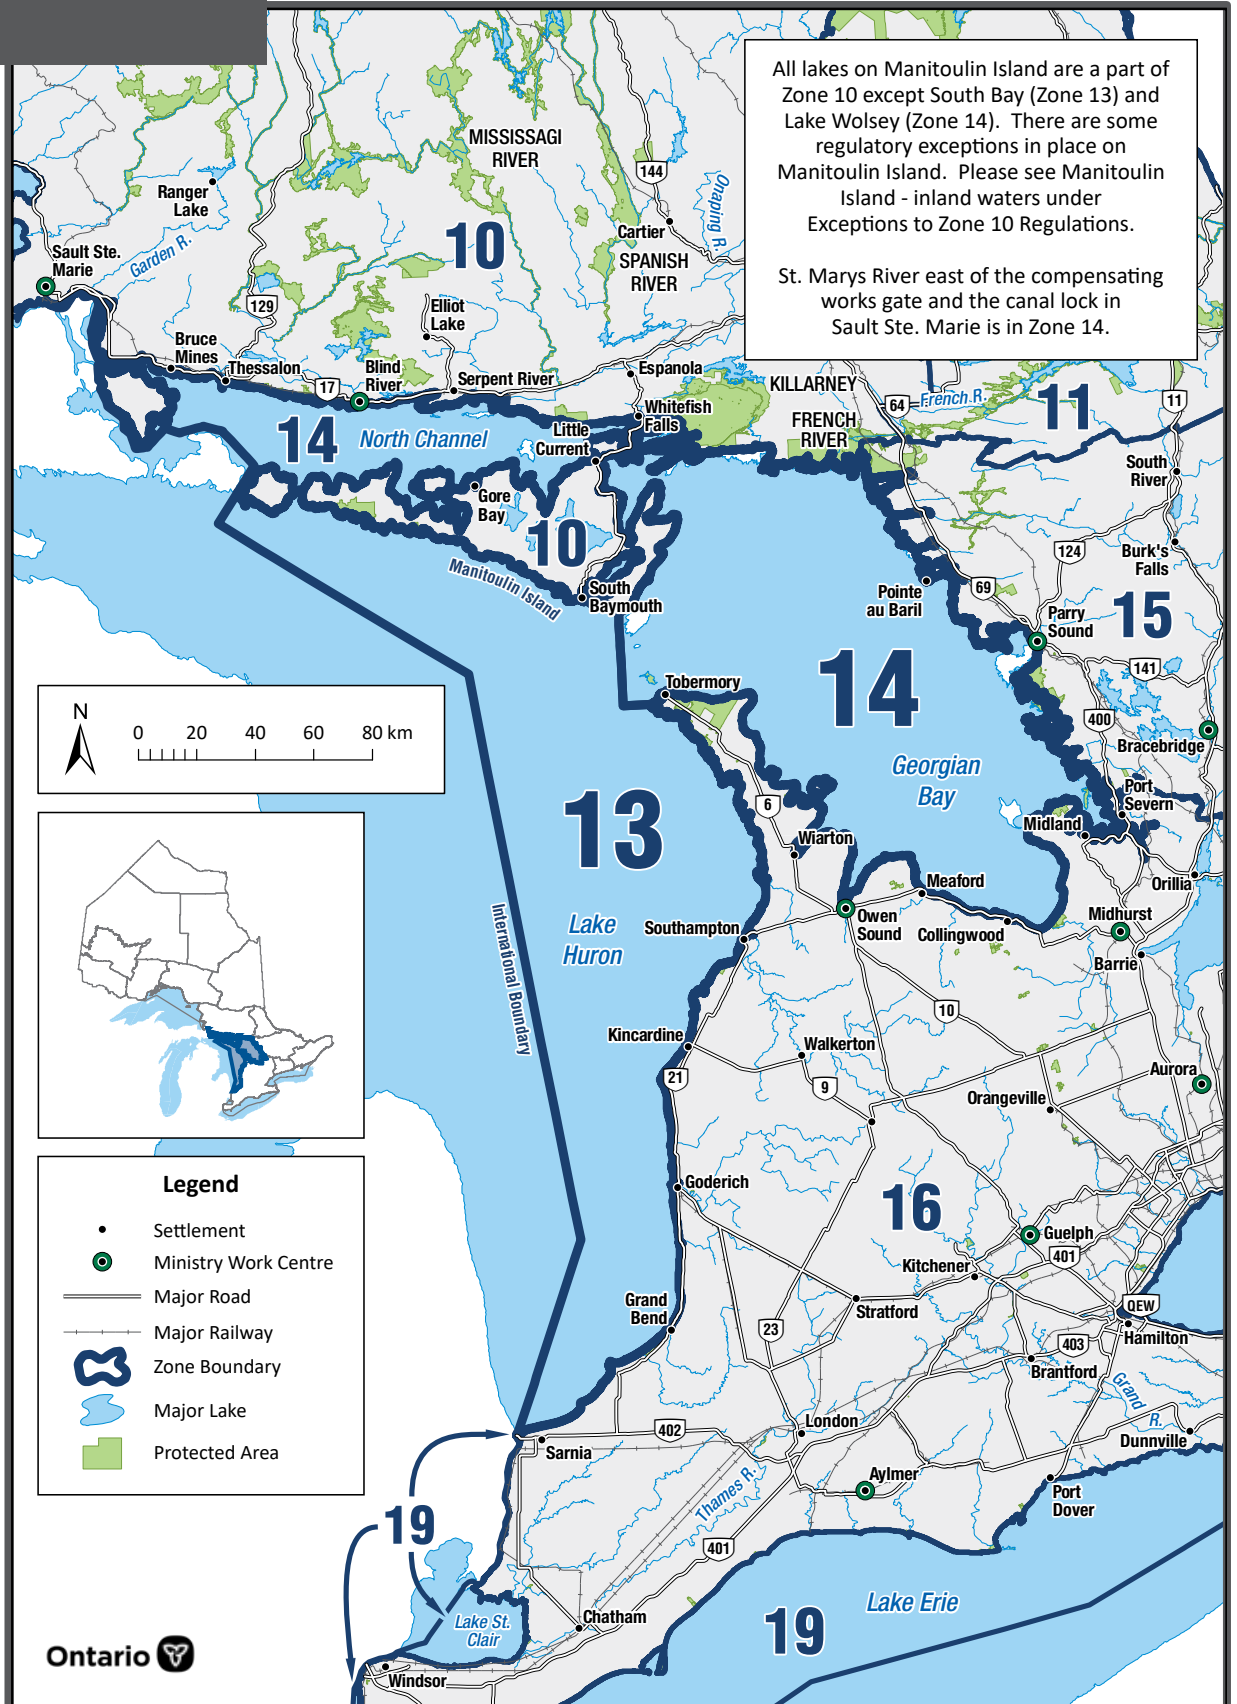 All lakes on Manitoulin Island are a part of
Zone 10 except South Bay (Zone 13) and
Lake Wolsey (Zone 14).  There are some
regulatory exceptions in place on
Manitoulin Island.  Please see Manitoulin
Island - inland waters under
Exceptions to Zone 10 Regulations.
St. Marys River east of the compensating
works gate and the canal lock in
Sault Ste. Marie is in Zone 14.
MISSISSAGI
RIVER
144
Onaping R.
Ranger
Lake
Cartier
10
Garden R.
Sault Ste.
Marie
SPANISH
RIVER
129
Elliot
Lake
Bruce
Mines
Thessalon
Blind
River
17
Serpent River
Espanola
KILLARNEY
64
French R.
11
11
Whitefish
Falls
FRENCH
RIVER
Little
Current
14
North Channel
South
River
Gore
Bay
10
Manitoulin Island
South
Baymouth
124
Burk's
Falls
Pointe
au Baril
69
Parry
Sound
15
141
14
Tobermory
400
Bracebridge
Georgian
Bay
Port
Severn
6
Midland
13
Wiarton
Orillia
Meaford
Owen
Sound
Collingwood
Midhurst
Southampton
Barrie
Lake
Huron
International Boundary
10
Kincardine
Walkerton
21
9
Aurora
Orangeville
Goderich
16
Guelph
401
Kitchener
Grand
Bend
Stratford
QEW
23
Hamilton
403
Brantford
Grand
R.
London
402
Sarnia
Dunnville
Aylmer
Thames R.
Port
Dover
19
401
Lake Erie
Lake St.
Clair
Chatham
19
Windsor
N
0 20 40 60 80 km
Legend
Settlement
Ministry Work Centre
Major Road
Major Railway
Zone Boundary
Major Lake
Protected Area
Ontario